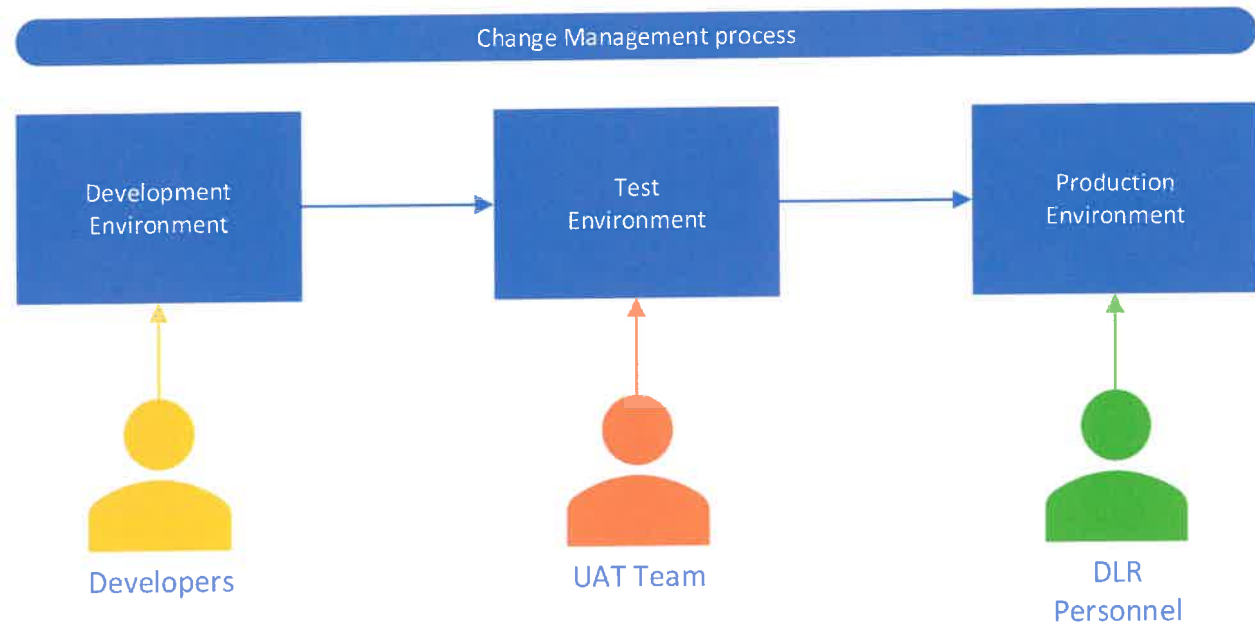 Change Management process
Development
Environment
Test
Environment
Production
Environment
Developers
UAT Team
DLR
Personnel